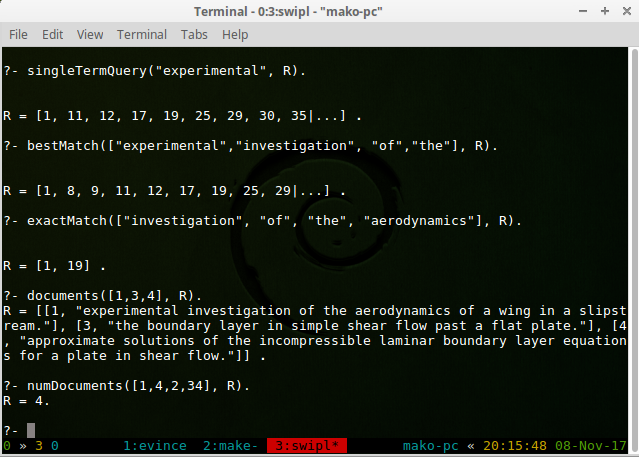 Terminal - 0:3:swipl - "mako-pc"
File Edit View Terminal Tabs Help
?- singleTermQuery("experimental", R).
R = [1, 11, 12, 17, 19, 25, 29, 30, 35|...] .
?- bestMatch(["experimental","investigation", "of","the"], R).
R = [1, 8, 9, 11, 12, 17, 19, 25, 29|...] .
?- exactMatch(["investigation", "of", "the", "aerodynamics"], R).
R = [1, 19] .
?- documents([1,3,4], R).
R = [[1, "experimental investigation of the aerodynamics of a wing in a slipst
ream."], [3, "the boundary layer in simple shear flow past a flat plate."], [4
, "approximate solutions of the incompressible laminar boundary layer equation
s for a plate in shear flow."]] .
?- numDocuments([1,4,2,34], R).
R = 4.
?-
0 » 3 0 1:evince 2:make- 3:swipl* mako-pc « 20:15:48 08-Nov-17